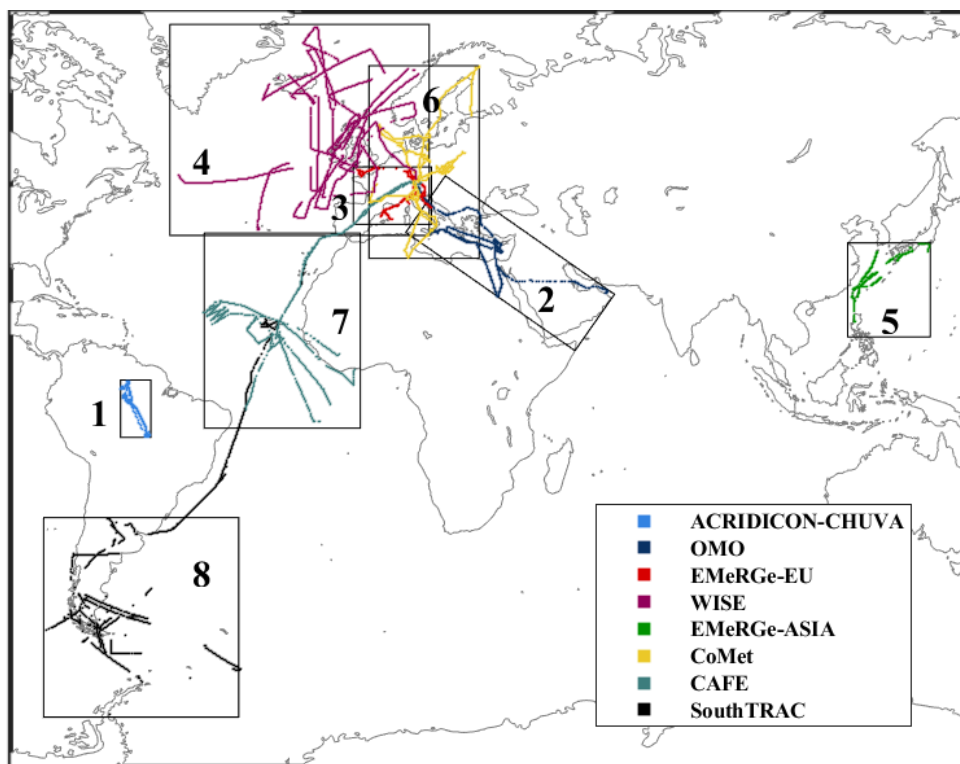 6
4
3
2
7
5
1
8
ACRIDICON-CHUVA
OMO
EMeRGe-EU
WISE
EMeRGe-ASIA
CoMet
CAFE
SouthTRAC